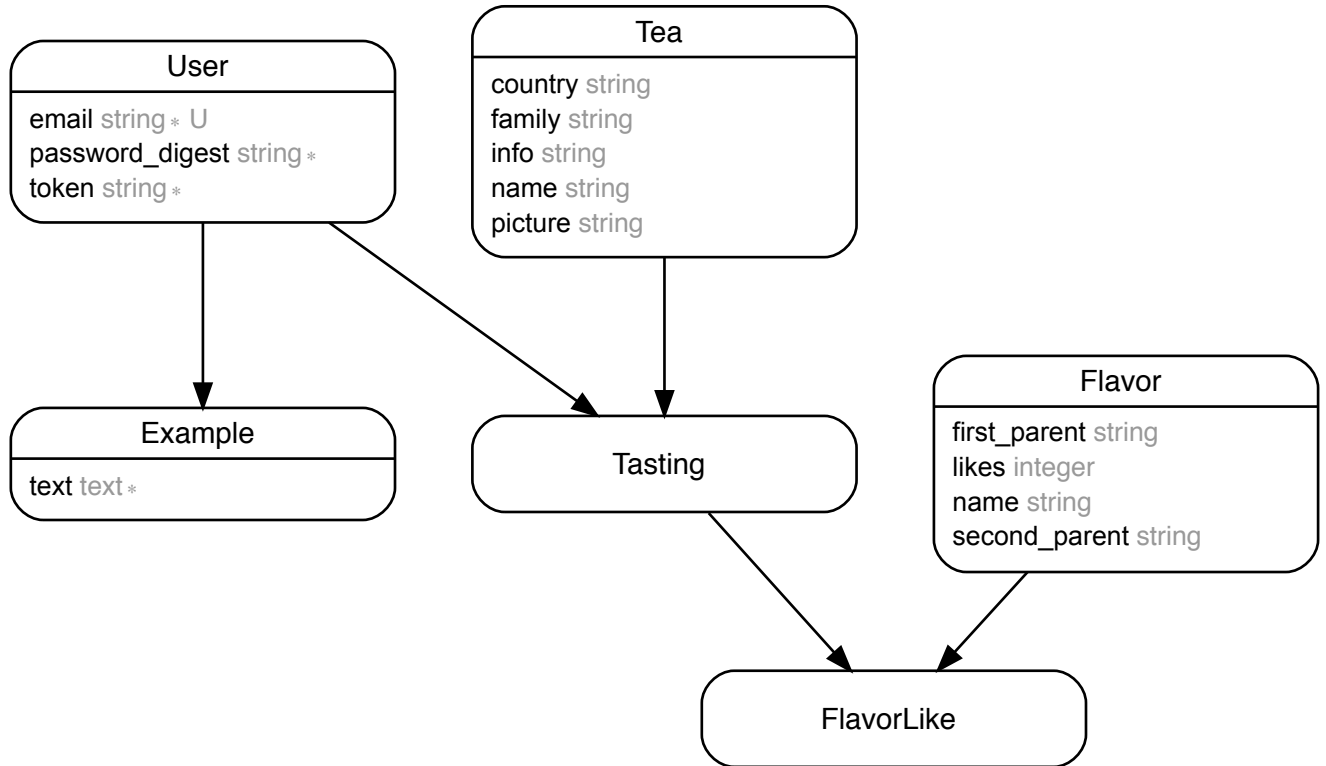 User
email string∗ U
password_digest string∗
token string∗
Tea
country string
family string
info string
name string
picture string
Example
text text∗
Tasting
Flavor
first_parent string
likes integer
name string
second_parent string
FlavorLike